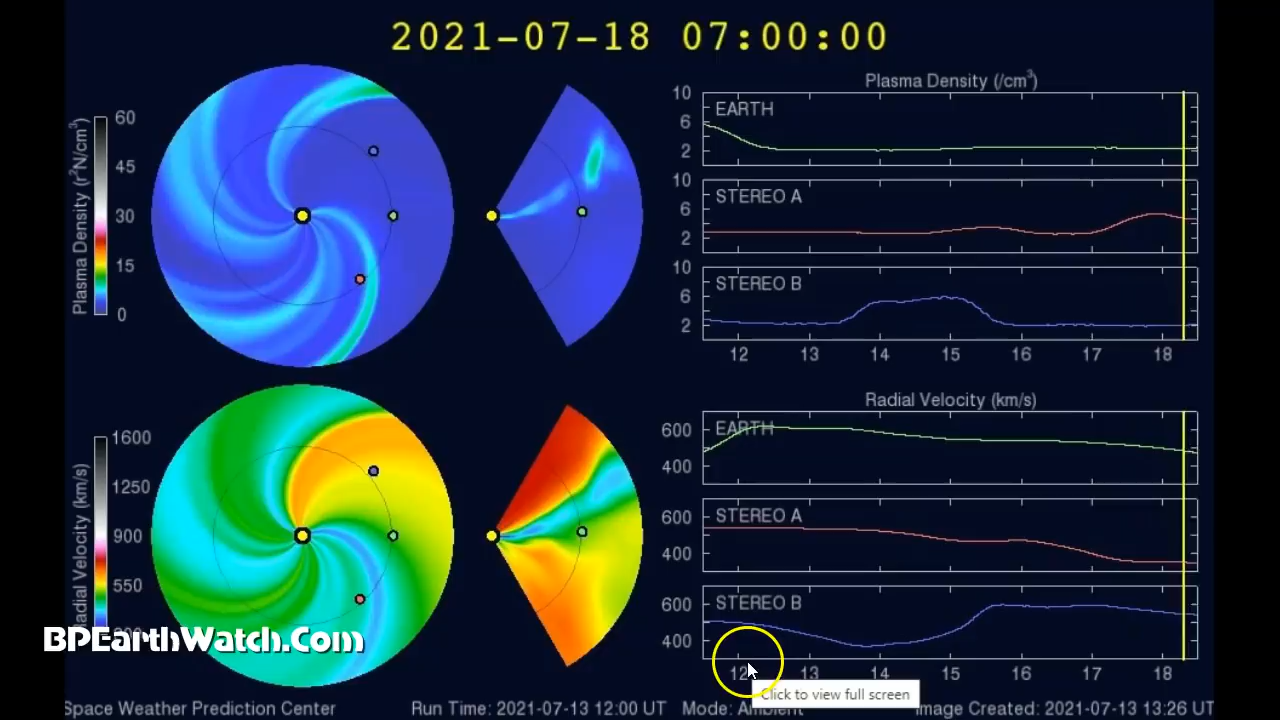 2021-07-18 07:00:00
Plasma Density (r²N/cm³)
60
45
30
15
0
Plasma Density (/cm³)
10
6
2
EARTH
10
6
2
STEREO A
10
6
2
STEREO B
12 13 14 15 16 17 18
Radial Velocity (km/s)
1600
1250
900
550
Radial Velocity (km/s)
600
400
EARTH
600
400
STEREO A
600
400
STEREO B
12 13 14 15 16 17 18
BPEarthWatch.Com
Click to view full screen
Space Weather Prediction Center
Run Time: 2021-07-13 12:00 UT Mode: Ambient
Image Created: 2021-07-13 13:26 UT